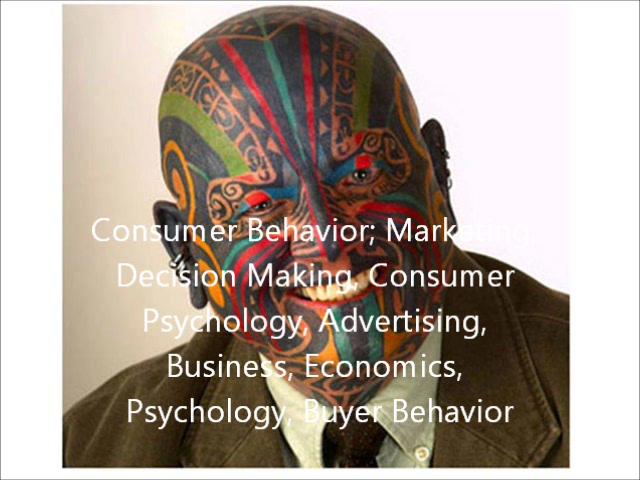 Consumer Behavior; Marketing
Decision Making, Consumer
Psychology, Advertising,
Business, Economics,
Psychology, Buyer Behavior